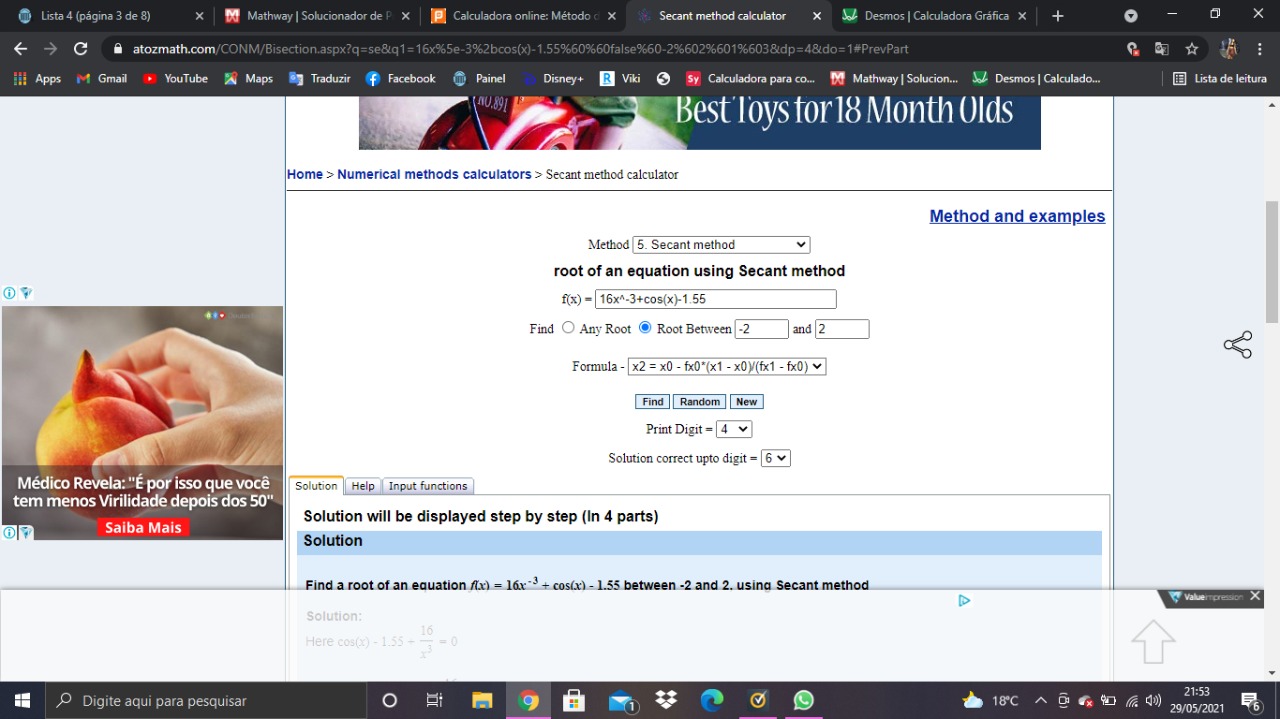 Lista 4 (página 3 de 8)
Mathway | Solucionador de P
Calculadora online: Método d
Secant method calculator
Desmos | Calculadora Gráfica
atozmath.com/CONM/Bisection.aspx?q=se&q1=16x%5e-3%2bcos(x)-1.55%60%60false%60-2%602%601%603&dp=4&do=1#PrevPart
Apps Gmail YouTube Maps Traduzir Facebook Painel Disney+ Viki Calculadora para co... Mathway | Solucion... Desmos | Calculado... Lista de leitura
NO.891
Best Toys for 18 Month Olds
Home > Numerical methods calculators > Secant method calculator
Method and examples
Method 5. Secant method
root of an equation using Secant method
f(x) = 16x^-3+cos(x)-1.55
Find Any Root Root Between -2 and 2
Formula - x2 = x0 - fx0*(x1 - x0)/(fx1 - fx0)
Find Random New
Print Digit = 4
Solution correct upto digit = 6
Médico Revela: "É por isso que você
tem menos Virilidade depois dos 50"
Saiba Mais
Solution Help Input functions
Solution will be displayed step by step (In 4 parts)
Solution
Find a root of an equation f(x) = 16x^-3 + cos(x) - 1.55 between -2 and 2, using Secant method
Solution:
Here cos(x) - 1.55 + 16/x^3 = 0
Valueimpression
Digite aqui para pesquisar
1
18°C
21:53
29/05/2021
6